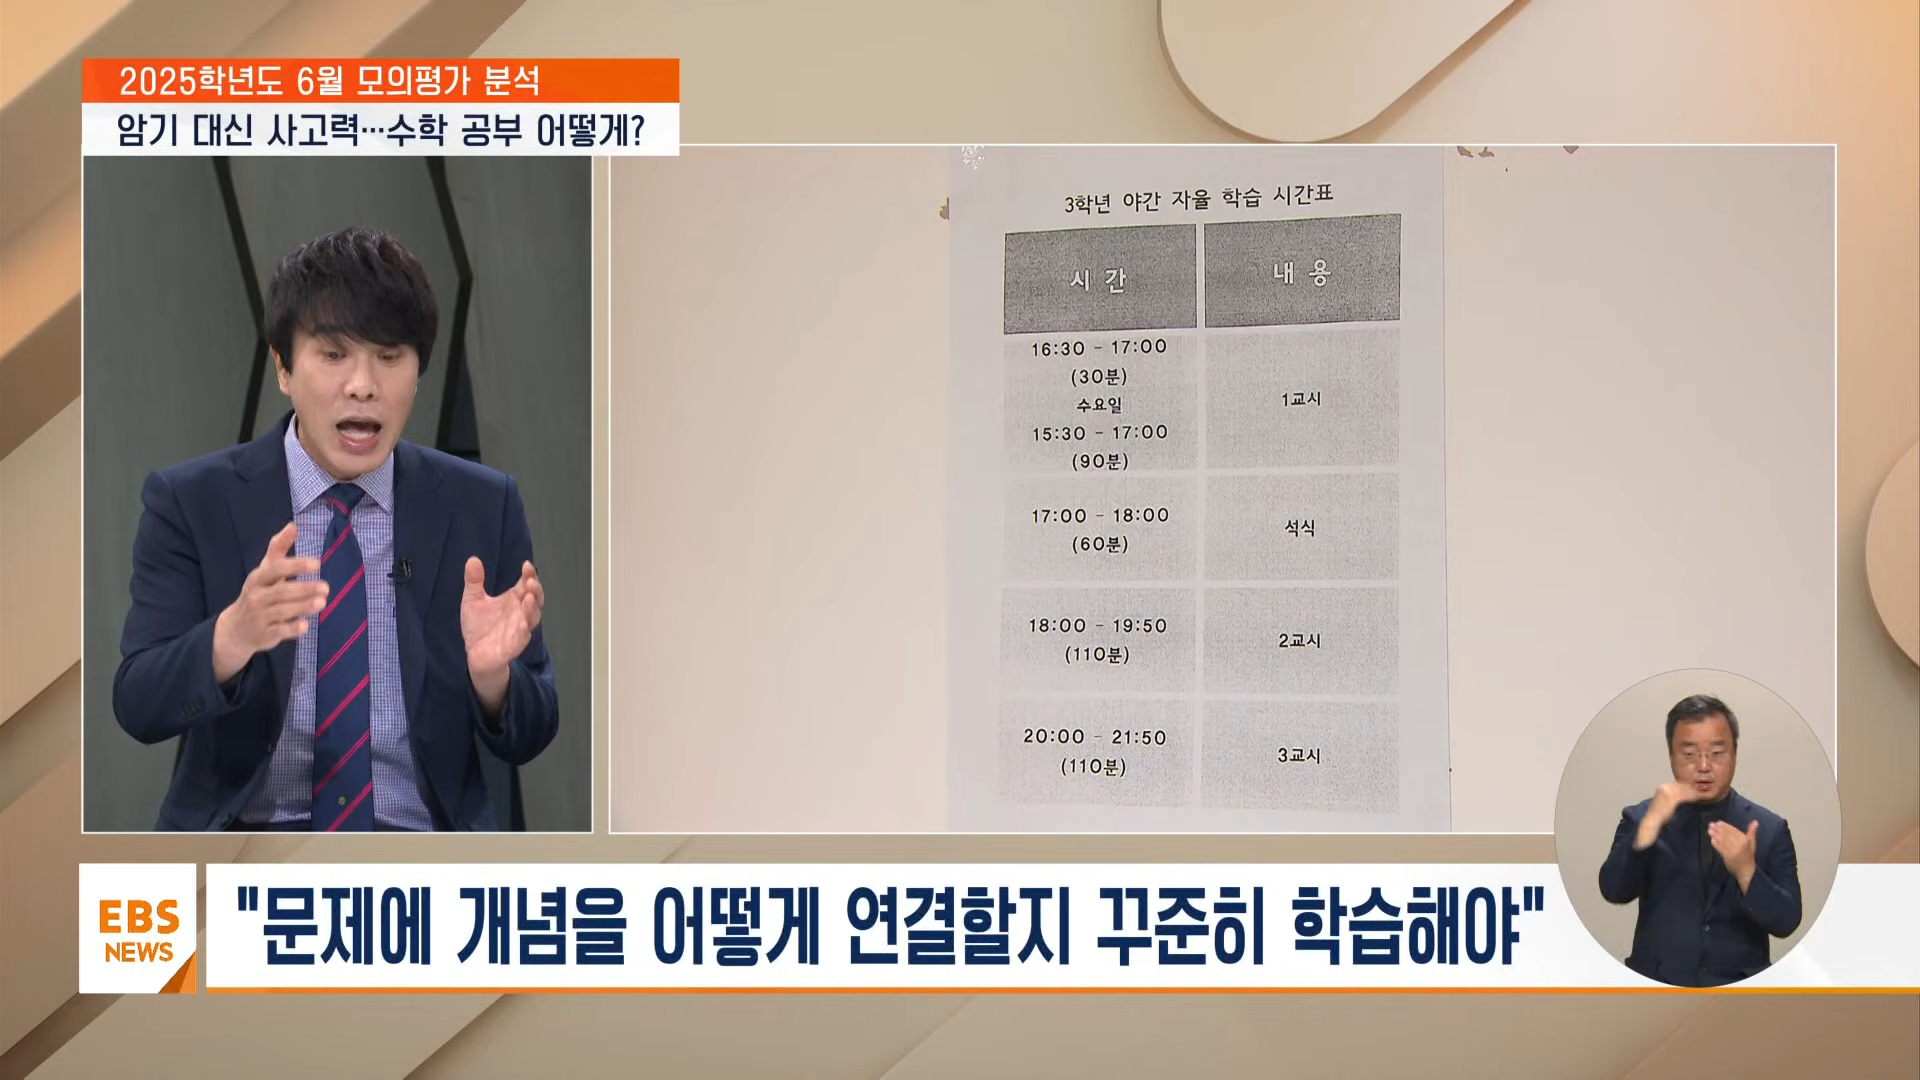 2025학년도 6월 모의평가 분석
암기 대신 사고력…수학 공부 어떻게?
3학년 야간 자율 학습 시간표
시 간
내 용
16:30 - 17:00
(30분)
수요일
15:30 - 17:00
(90분)
1교시
17:00 - 18:00
(60분)
석식
18:00 - 19:50
(110분)
2교시
20:00 - 21:50
(110분)
3교시
EBS
NEWS
"문제에 개념을 어떻게 연결할지 꾸준히 학습해야"